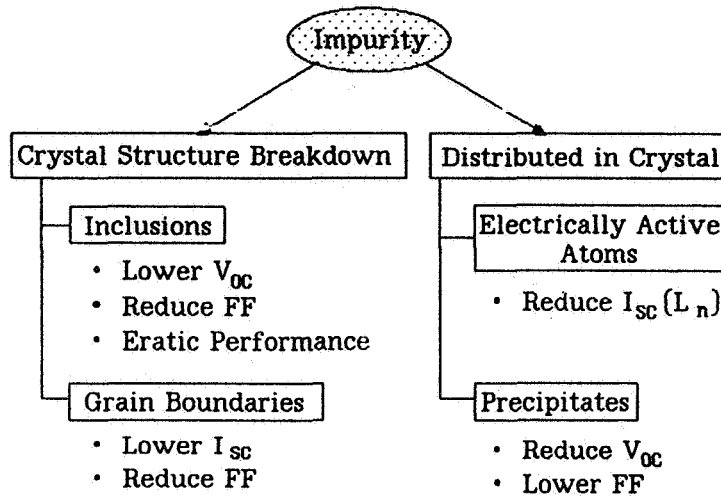 Impurity
Crystal Structure Breakdown
Inclusions
• Lower V_OC
• Reduce FF
• Eratic Performance
Grain Boundaries
• Lower I_SC
• Reduce FF
Distributed in Crystal
Electrically Active
Atoms
• Reduce I_SC (L_n)
Precipitates
• Reduce V_OC
• Lower FF